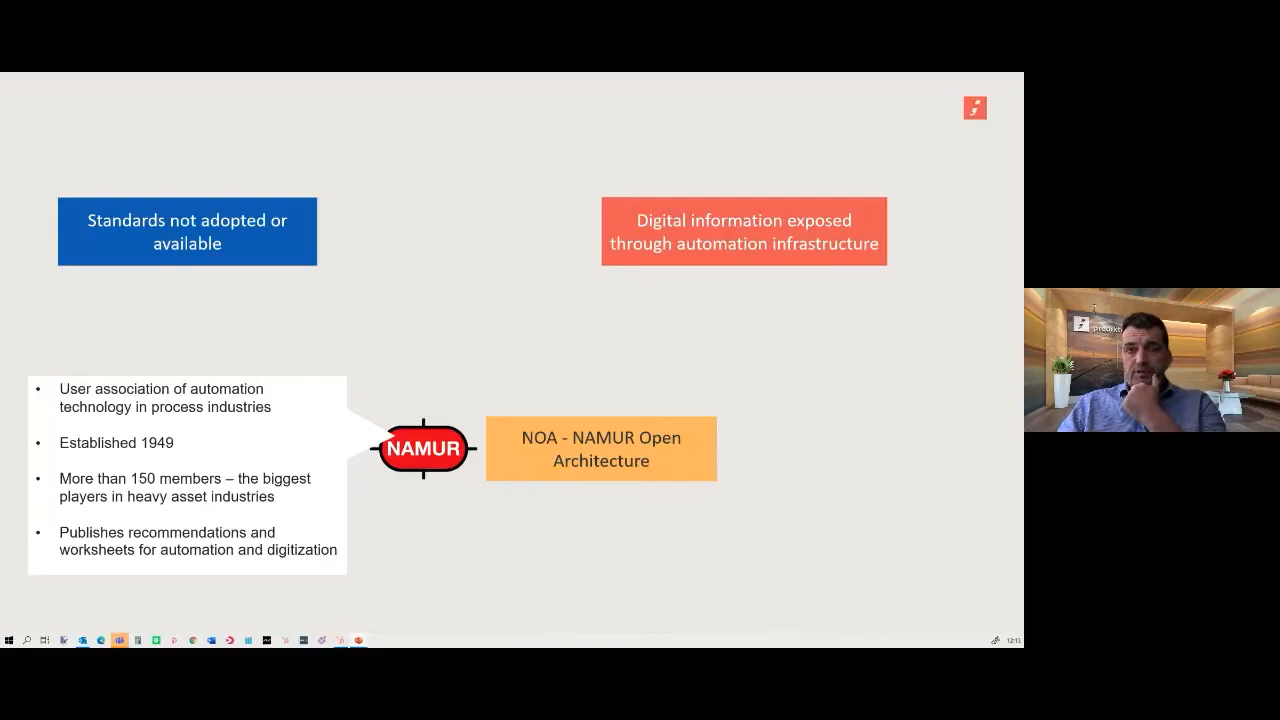 Standards not adopted or
available
Digital information exposed
through automation infrastructure
• User association of automation
technology in process industries
• Established 1949
• More than 150 members – the biggest
players in heavy asset industries
• Publishes recommendations and
worksheets for automation and digitization
NAMUR
NOA - NAMUR Open
Architecture
12:13